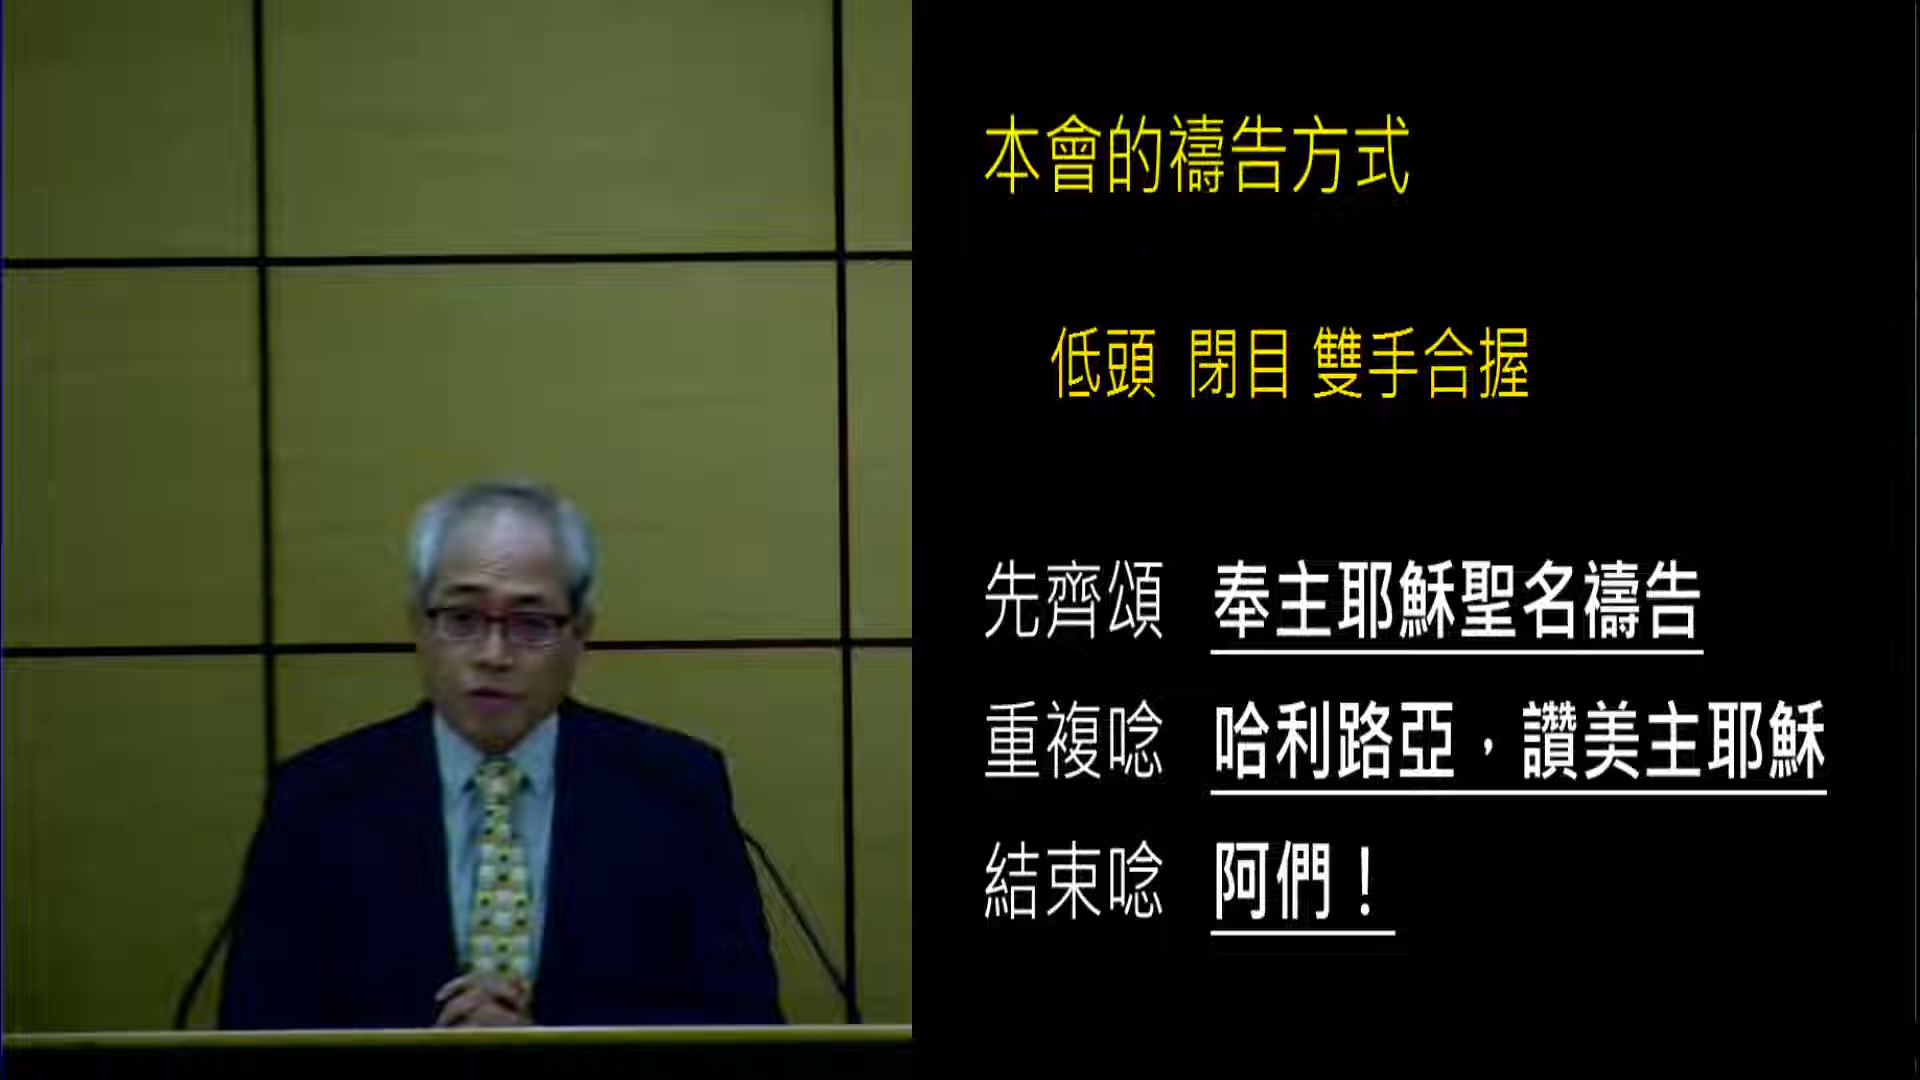 本會的禱告方式
低頭 閉目 雙手合握
先齊頌 奉主耶穌聖名禱告
重複唸 哈利路亞，讚美主耶穌
結束唸 阿們！